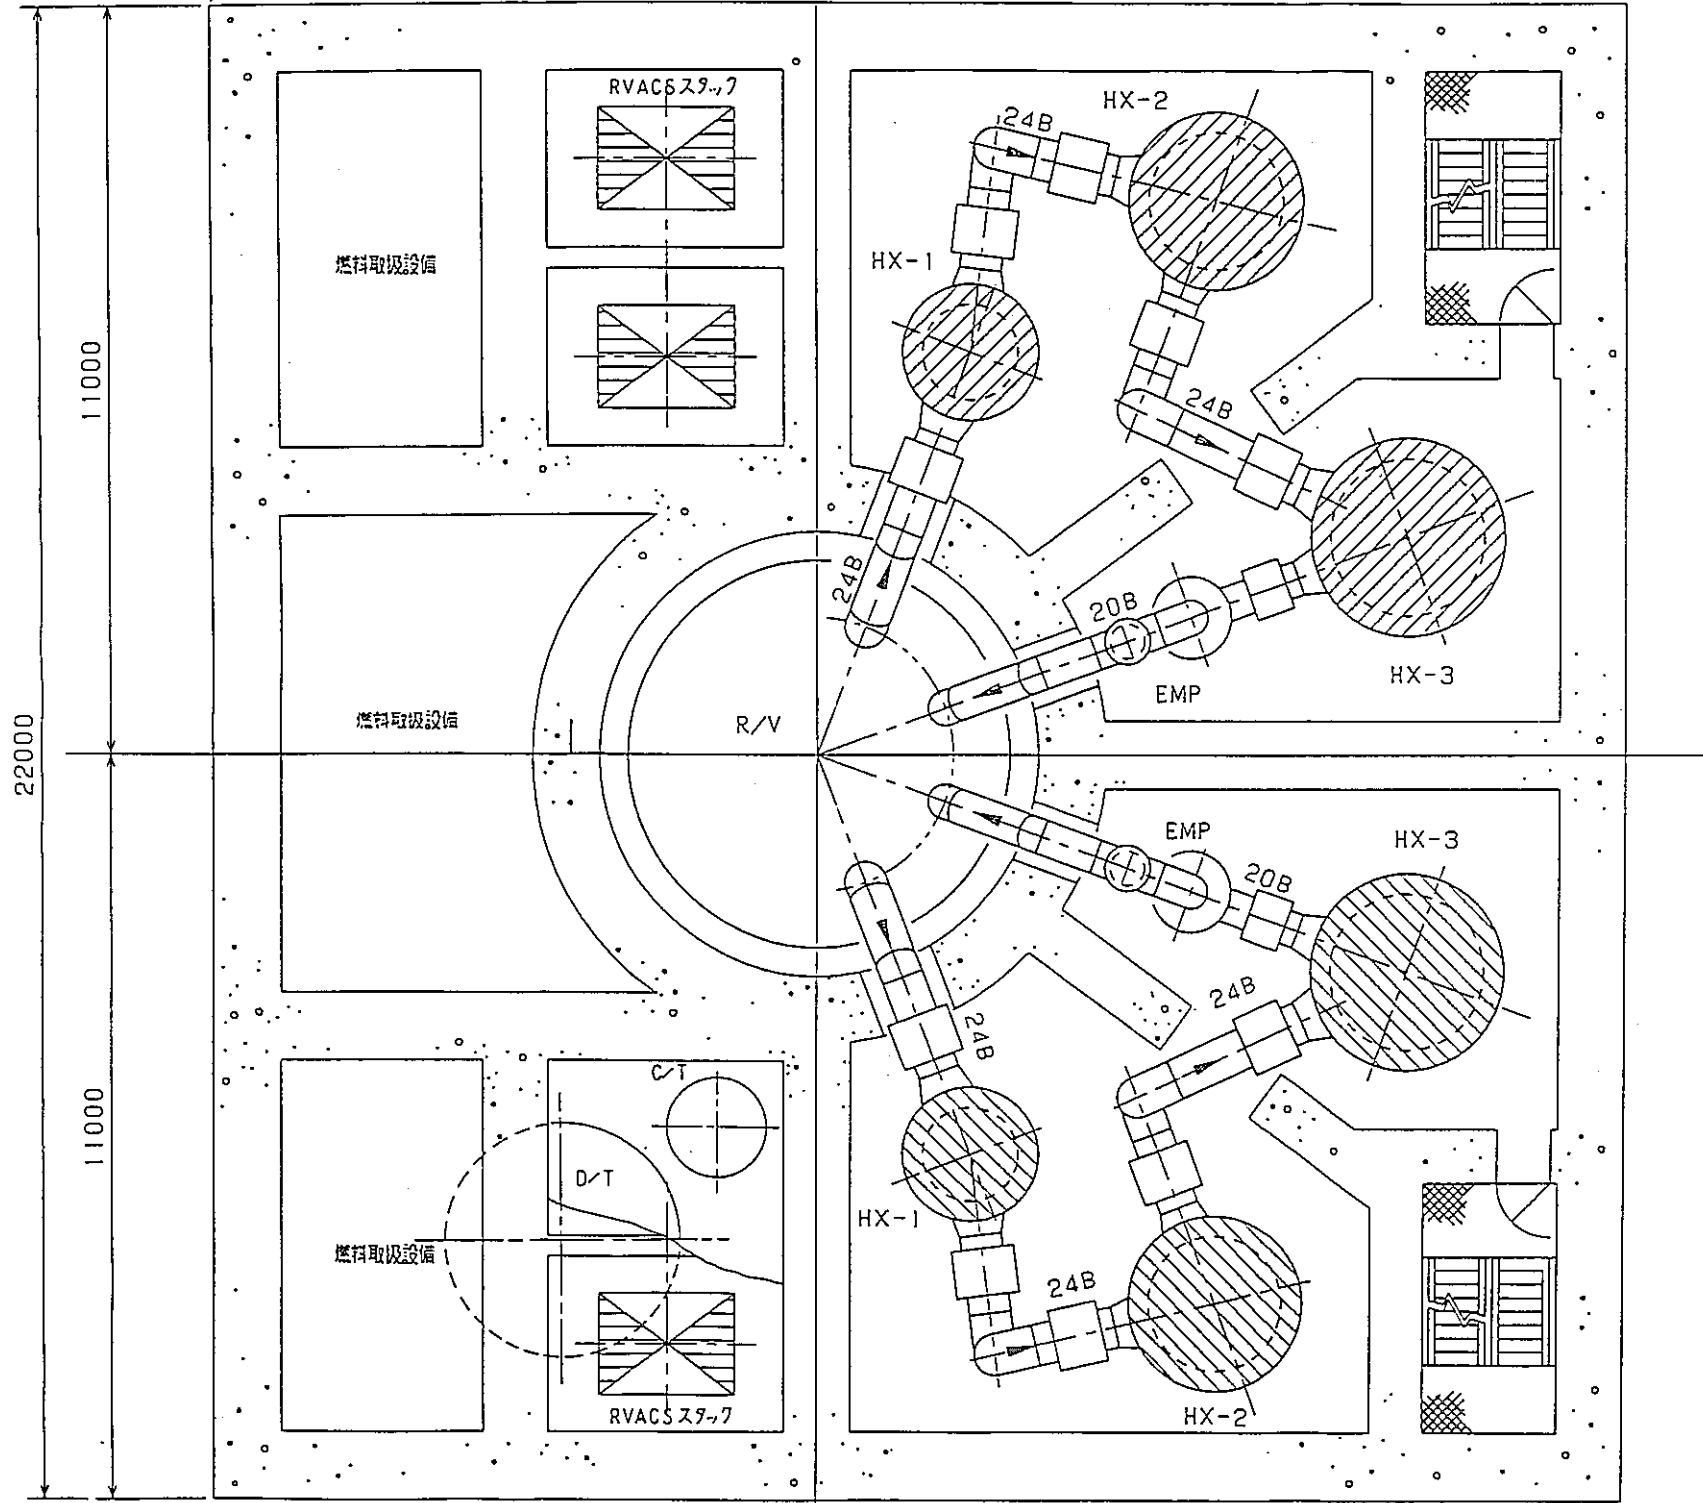 RVACSスタック
HX-2
24B
燃料取扱設備
HX-1
11000
24B
24B
20B
HX-3
EMP
燃料取扱設備
R/V
22000
EMP
HX-3
20B
24B
24B
C/T
11000
D/T
HX-1
燃料取扱設備
24B
RVACSスタック
HX-2